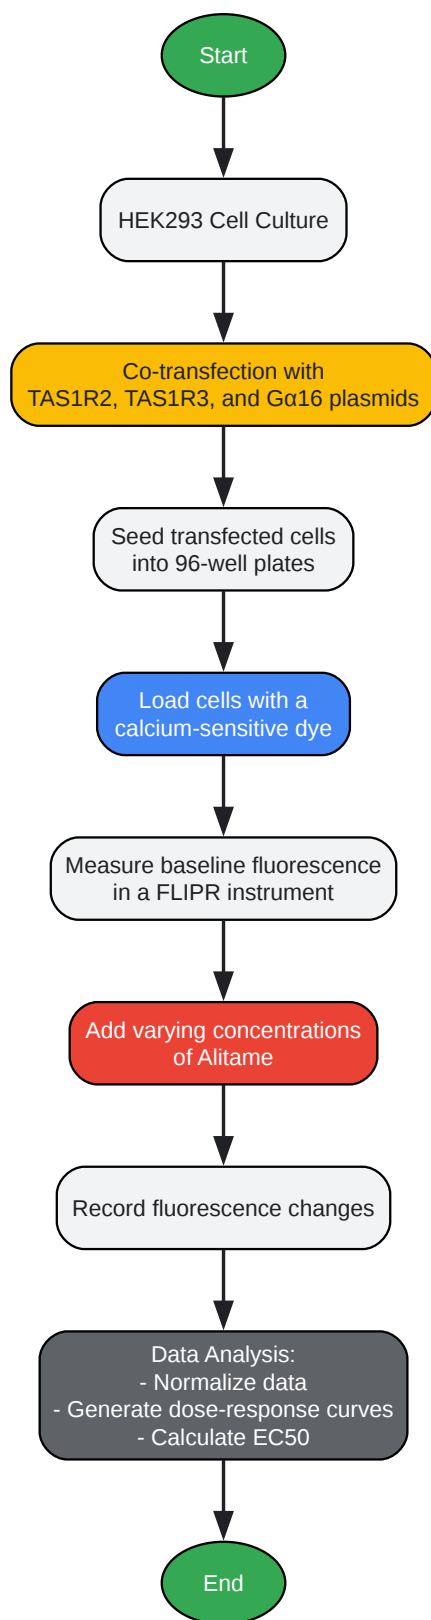 Start
HEK293 Cell Culture
Co-transfection with
TAS1R2, TAS1R3, and Gα16 plasmids
Seed transfected cells
into 96-well plates
Load cells with a
calcium-sensitive dye
Measure baseline fluorescence
in a FLIPR instrument
Add varying concentrations
of Alitame
Record fluorescence changes
Data Analysis:
- Normalize data
- Generate dose-response curves
- Calculate EC50
End